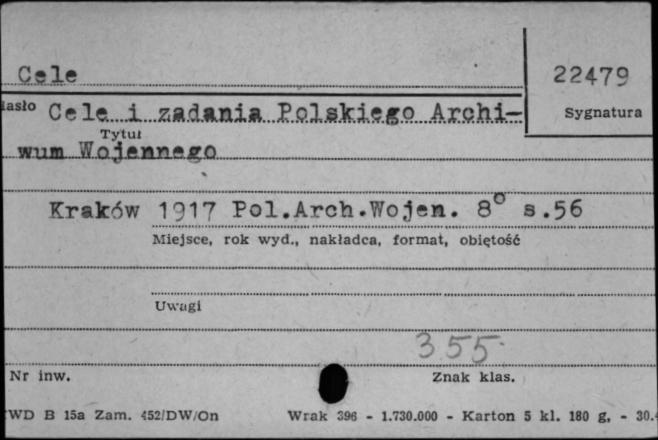 Cele
22479
Cele i zadania Polskiego Archi-
Tytuł
Sygnatura
wum Wojennego
Kraków 1917 Pol.Arch.Wojen. 8° s.56
Miejsce, rok wyd., nakładca, format, obiętość
Uwagi
355
Nr inw.
Znak klas.
WD B 15a Zam. 452/DW/On
Wrak 396 - 1.730.000 - Karton 5 kl. 180 g, - 30.